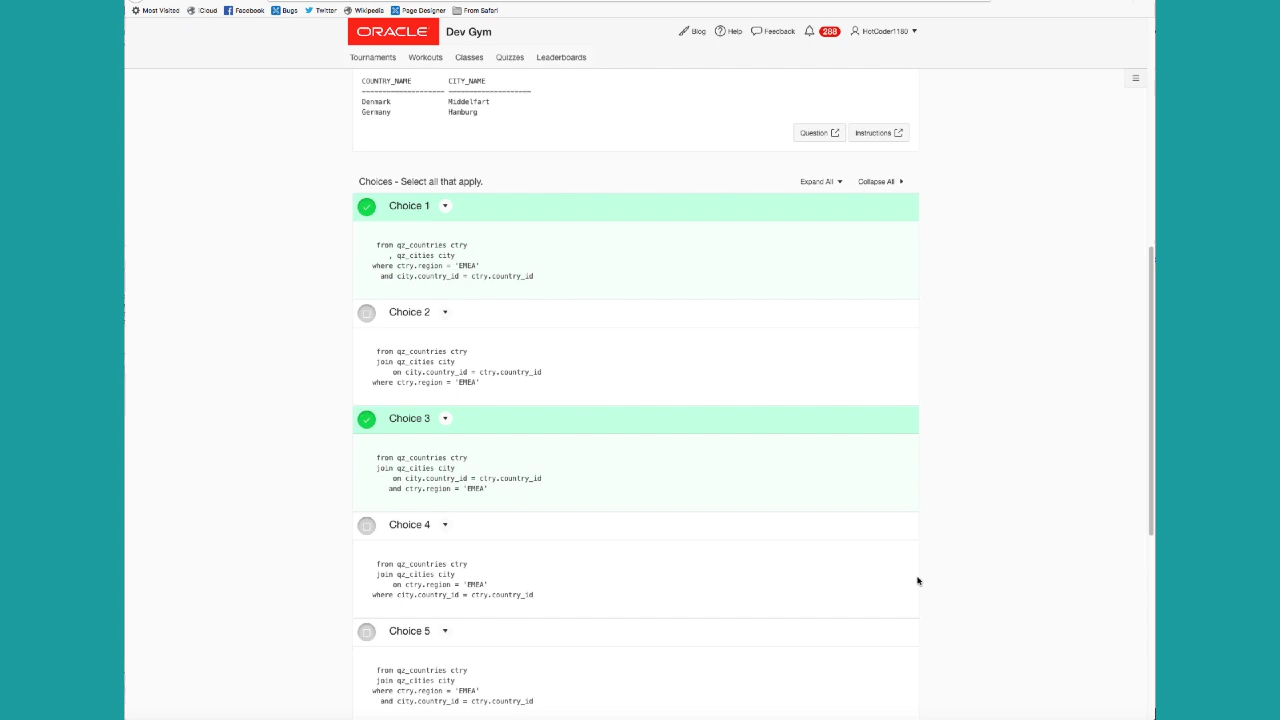 Most Visited iCloud Facebook Bugs Twitter Wikipedia Page Designer From Safari
ORACLE Dev Gym Blog Help Feedback 288 HotCoder1180
Tournaments Workouts Classes Quizzes Leaderboards
COUNTRY_NAME CITY_NAME
==================== ====================
Denmark Middelfart
Germany Hamburg
Question Instructions
Choices - Select all that apply. Expand All Collapse All
Choice 1
from qz_countries ctry
, qz_cities city
where ctry.region = 'EMEA'
and city.country_id = ctry.country_id
Choice 2
from qz_countries ctry
join qz_cities city
on city.country_id = ctry.country_id
where ctry.region = 'EMEA'
Choice 3
from qz_countries ctry
join qz_cities city
on city.country_id = ctry.country_id
and ctry.region = 'EMEA'
Choice 4
from qz_countries ctry
join qz_cities city
on ctry.region = 'EMEA'
where city.country_id = ctry.country_id
Choice 5
from qz_countries ctry
join qz_cities city
where ctry.region = 'EMEA'
and city.country_id = ctry.country_id